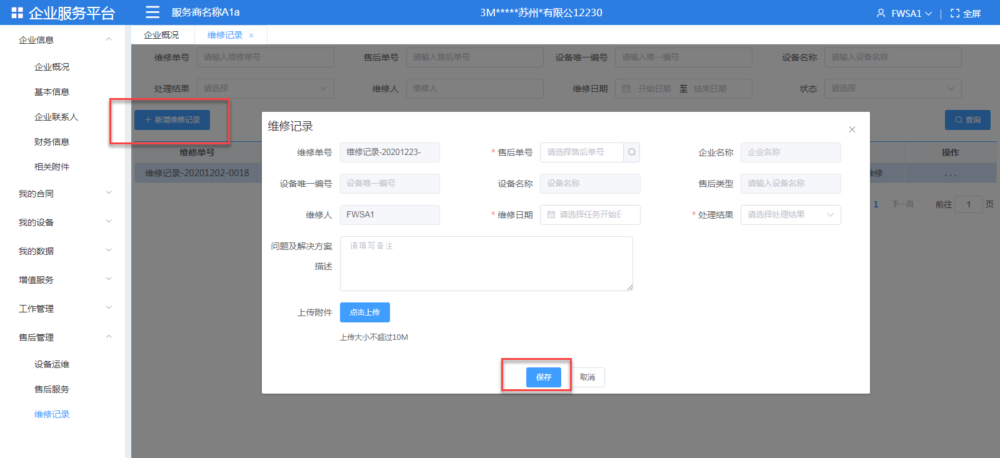 企业服务平台 服务商名称A1a 3M*****苏州*有限公12230 FWSA1 全屏
企业概况 维修记录 ×
企业信息
企业概况
基本信息
企业联系人
财务信息
相关附件
我的合同
我的设备
我的数据
增值服务
工作管理
售后管理
设备运维
售后服务
维修记录
维修单号 请输入维修单号 售后单号 请输入售后单号 设备唯一编号 请输入唯一编号 设备名称 请输入设备名称
处理结果 请选择 维修人 维修人 维修日期 开始日期 至 结束日期 状态 请选择
+ 新增维修记录 查询
维修单号 操作
维修记录-20201202-0018 维修 ...
1 下一页 前往 1 页
维修记录
维修单号 维修记录-20201223- * 售后单号 请选择售后单号 企业名称 企业名称
设备唯一编号 设备唯一编号 设备名称 设备名称 售后类型 请输入设备名称
维修人 FWSA1 * 维修日期 请选择任务开始日 * 处理结果 请选择处理结果
问题及解决方案 请填写备注
描述
上传附件 点击上传
上传大小不超过10M
保存 取消